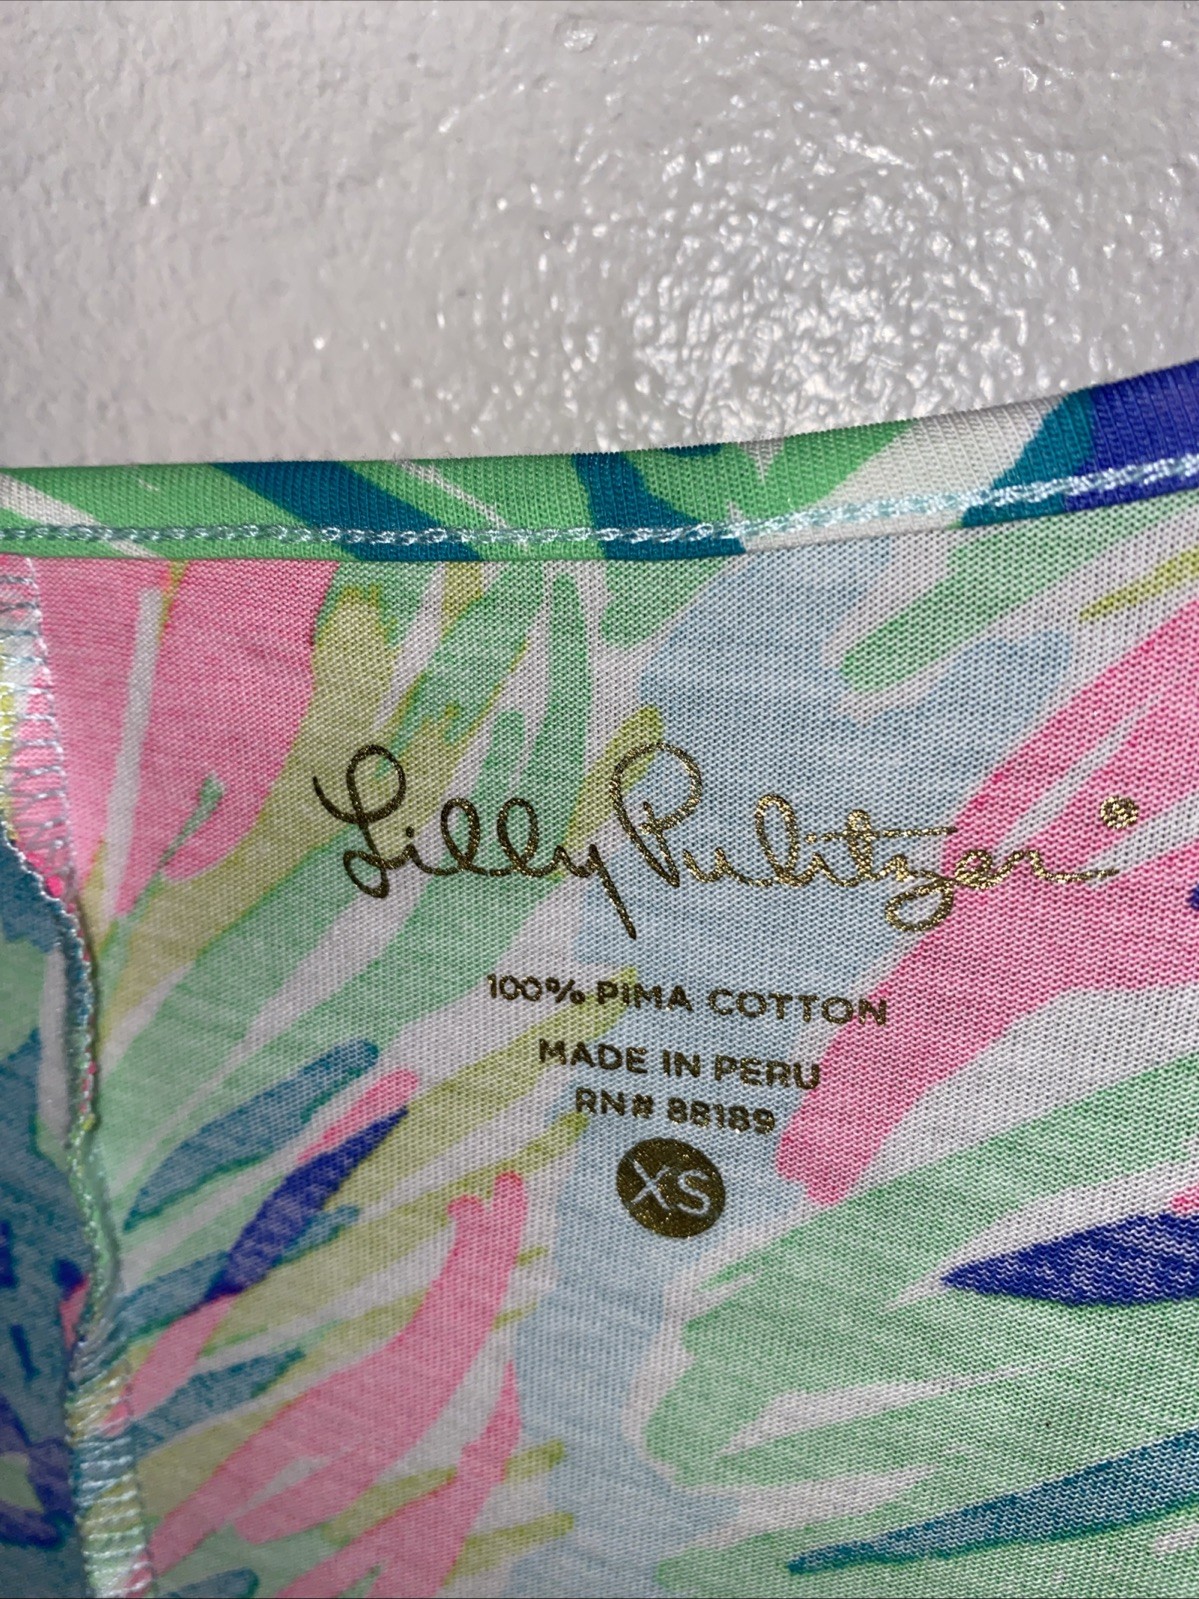 Lilly Pulitzer®
100% PIMA COTTON
MADE IN PERU
RN# 88189
XS